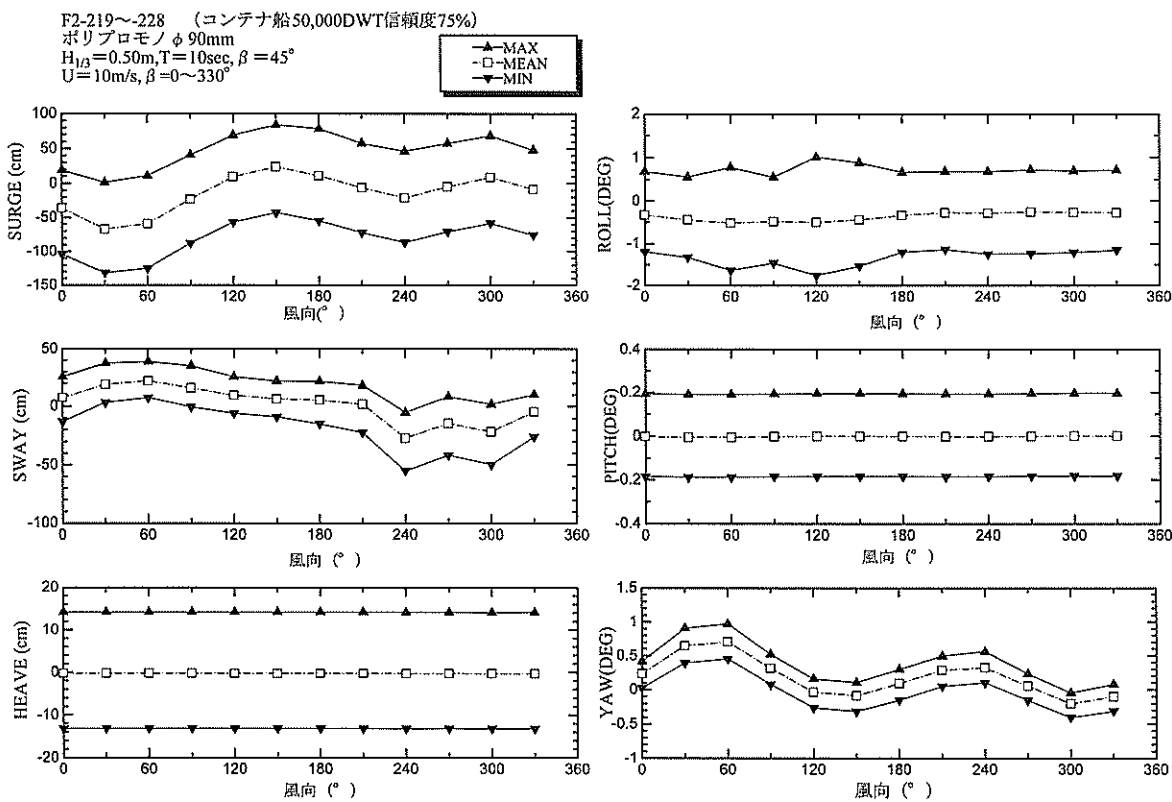 F2-219～-228 （コンテナ船50,000DWT信頼度75%）
ポリプロモノφ90mm
H1/3＝0.50m,T＝10sec, β＝45°
U＝10m/s, β=0～330°
MAX
MEAN
MIN
SURGE (cm)
100
50
0
-50
-100
-150
0 60 120 180 240 300 360
風向(°)
ROLL(DEG)
2
1
0
-1
-2
0 60 120 180 240 300 360
風向(°)
SWAY (cm)
50
0
-50
-100
0 60 120 180 240 300 360
風向(°)
PITCH(DEG)
0.4
0.2
0
-0.2
-0.4
0 60 120 180 240 300 360
風向(°)
HEAVE (cm)
20
10
0
-10
-20
0 60 120 180 240 300 360
風向(°)
YAW(DEG)
1.5
1
0.5
0
-0.5
-1
0 60 120 180 240 300 360
風向(°)